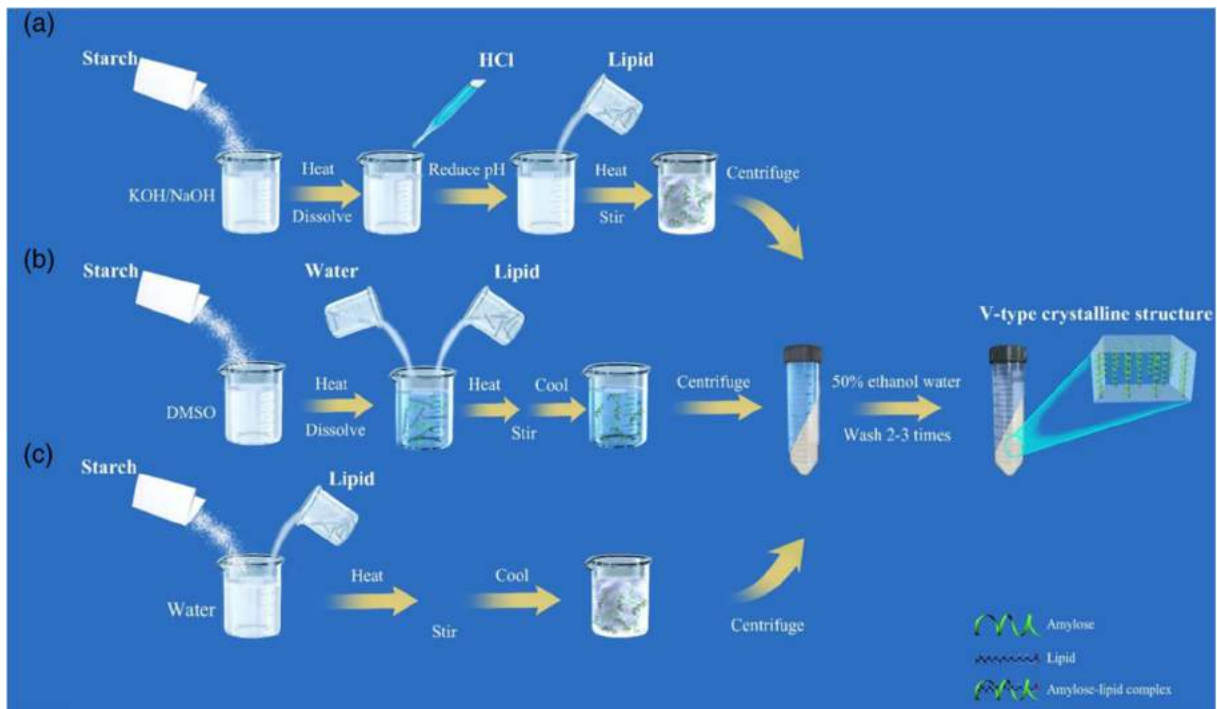 (a)
Starch
HCl
Lipid
KOH/NaOH
Heat
Dissolve
Reduce pH
Heat
Stir
Centrifuge
(b)
Starch
Water
Lipid
DMSO
Heat
Dissolve
Heat
Stir
Cool
Centrifuge
50% ethanol water
Wash 2-3 times
V-type crystalline structure
(c)
Starch
Lipid
Water
Heat
Stir
Cool
Centrifuge
Amylose
Lipid
Amylose-lipid complex